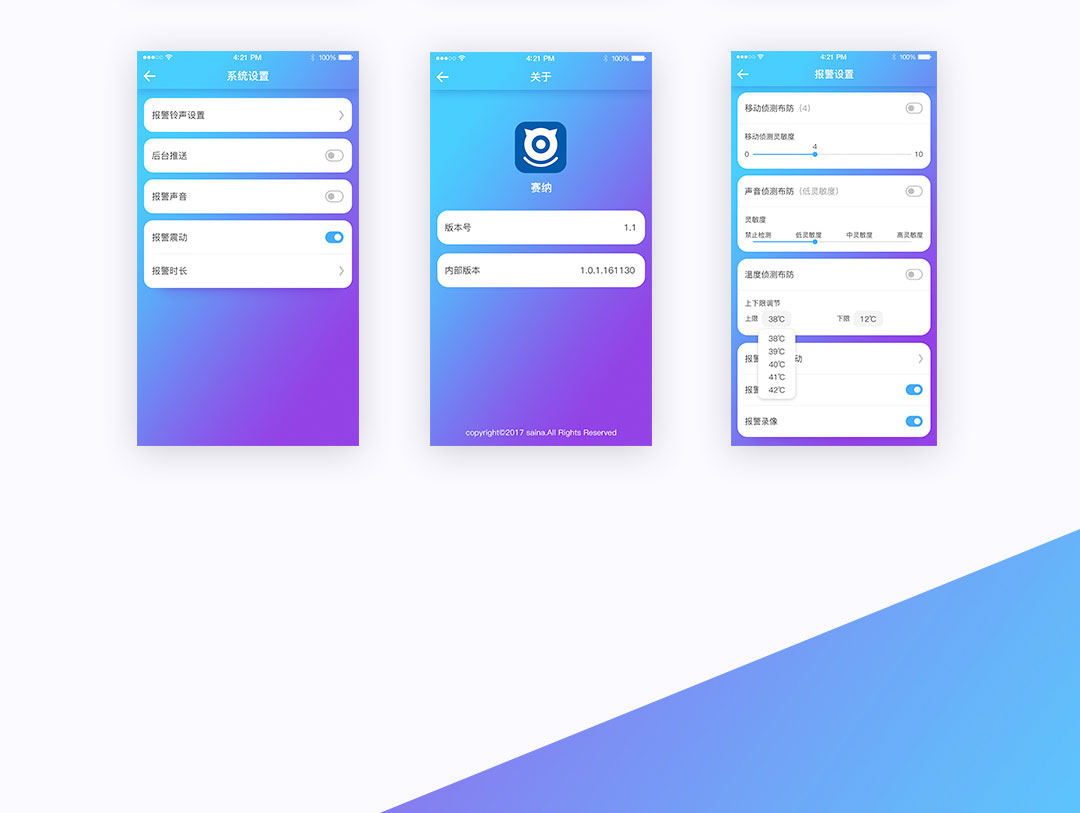 4:21 PM
100%
系统设置
报警铃声设置
后台推送
报警声音
报警震动
报警时长
4:21 PM
100%
关于
赛纳
版本号
1.1
内部版本
1.0.1.161130
copyright©2017 saina.All Rights Reserved
4:21 PM
100%
报警设置
移动侦测布防（4）
移动侦测灵敏度
4
0
10
声音侦测布防（低灵敏度）
灵敏度
禁止检测 低灵敏度 中灵敏度 高灵敏度
温度侦测布防
上下限调节
上限 38℃ 下限 12℃
38℃
39℃
40℃
41℃
42℃
报警
动
报警
报警录像